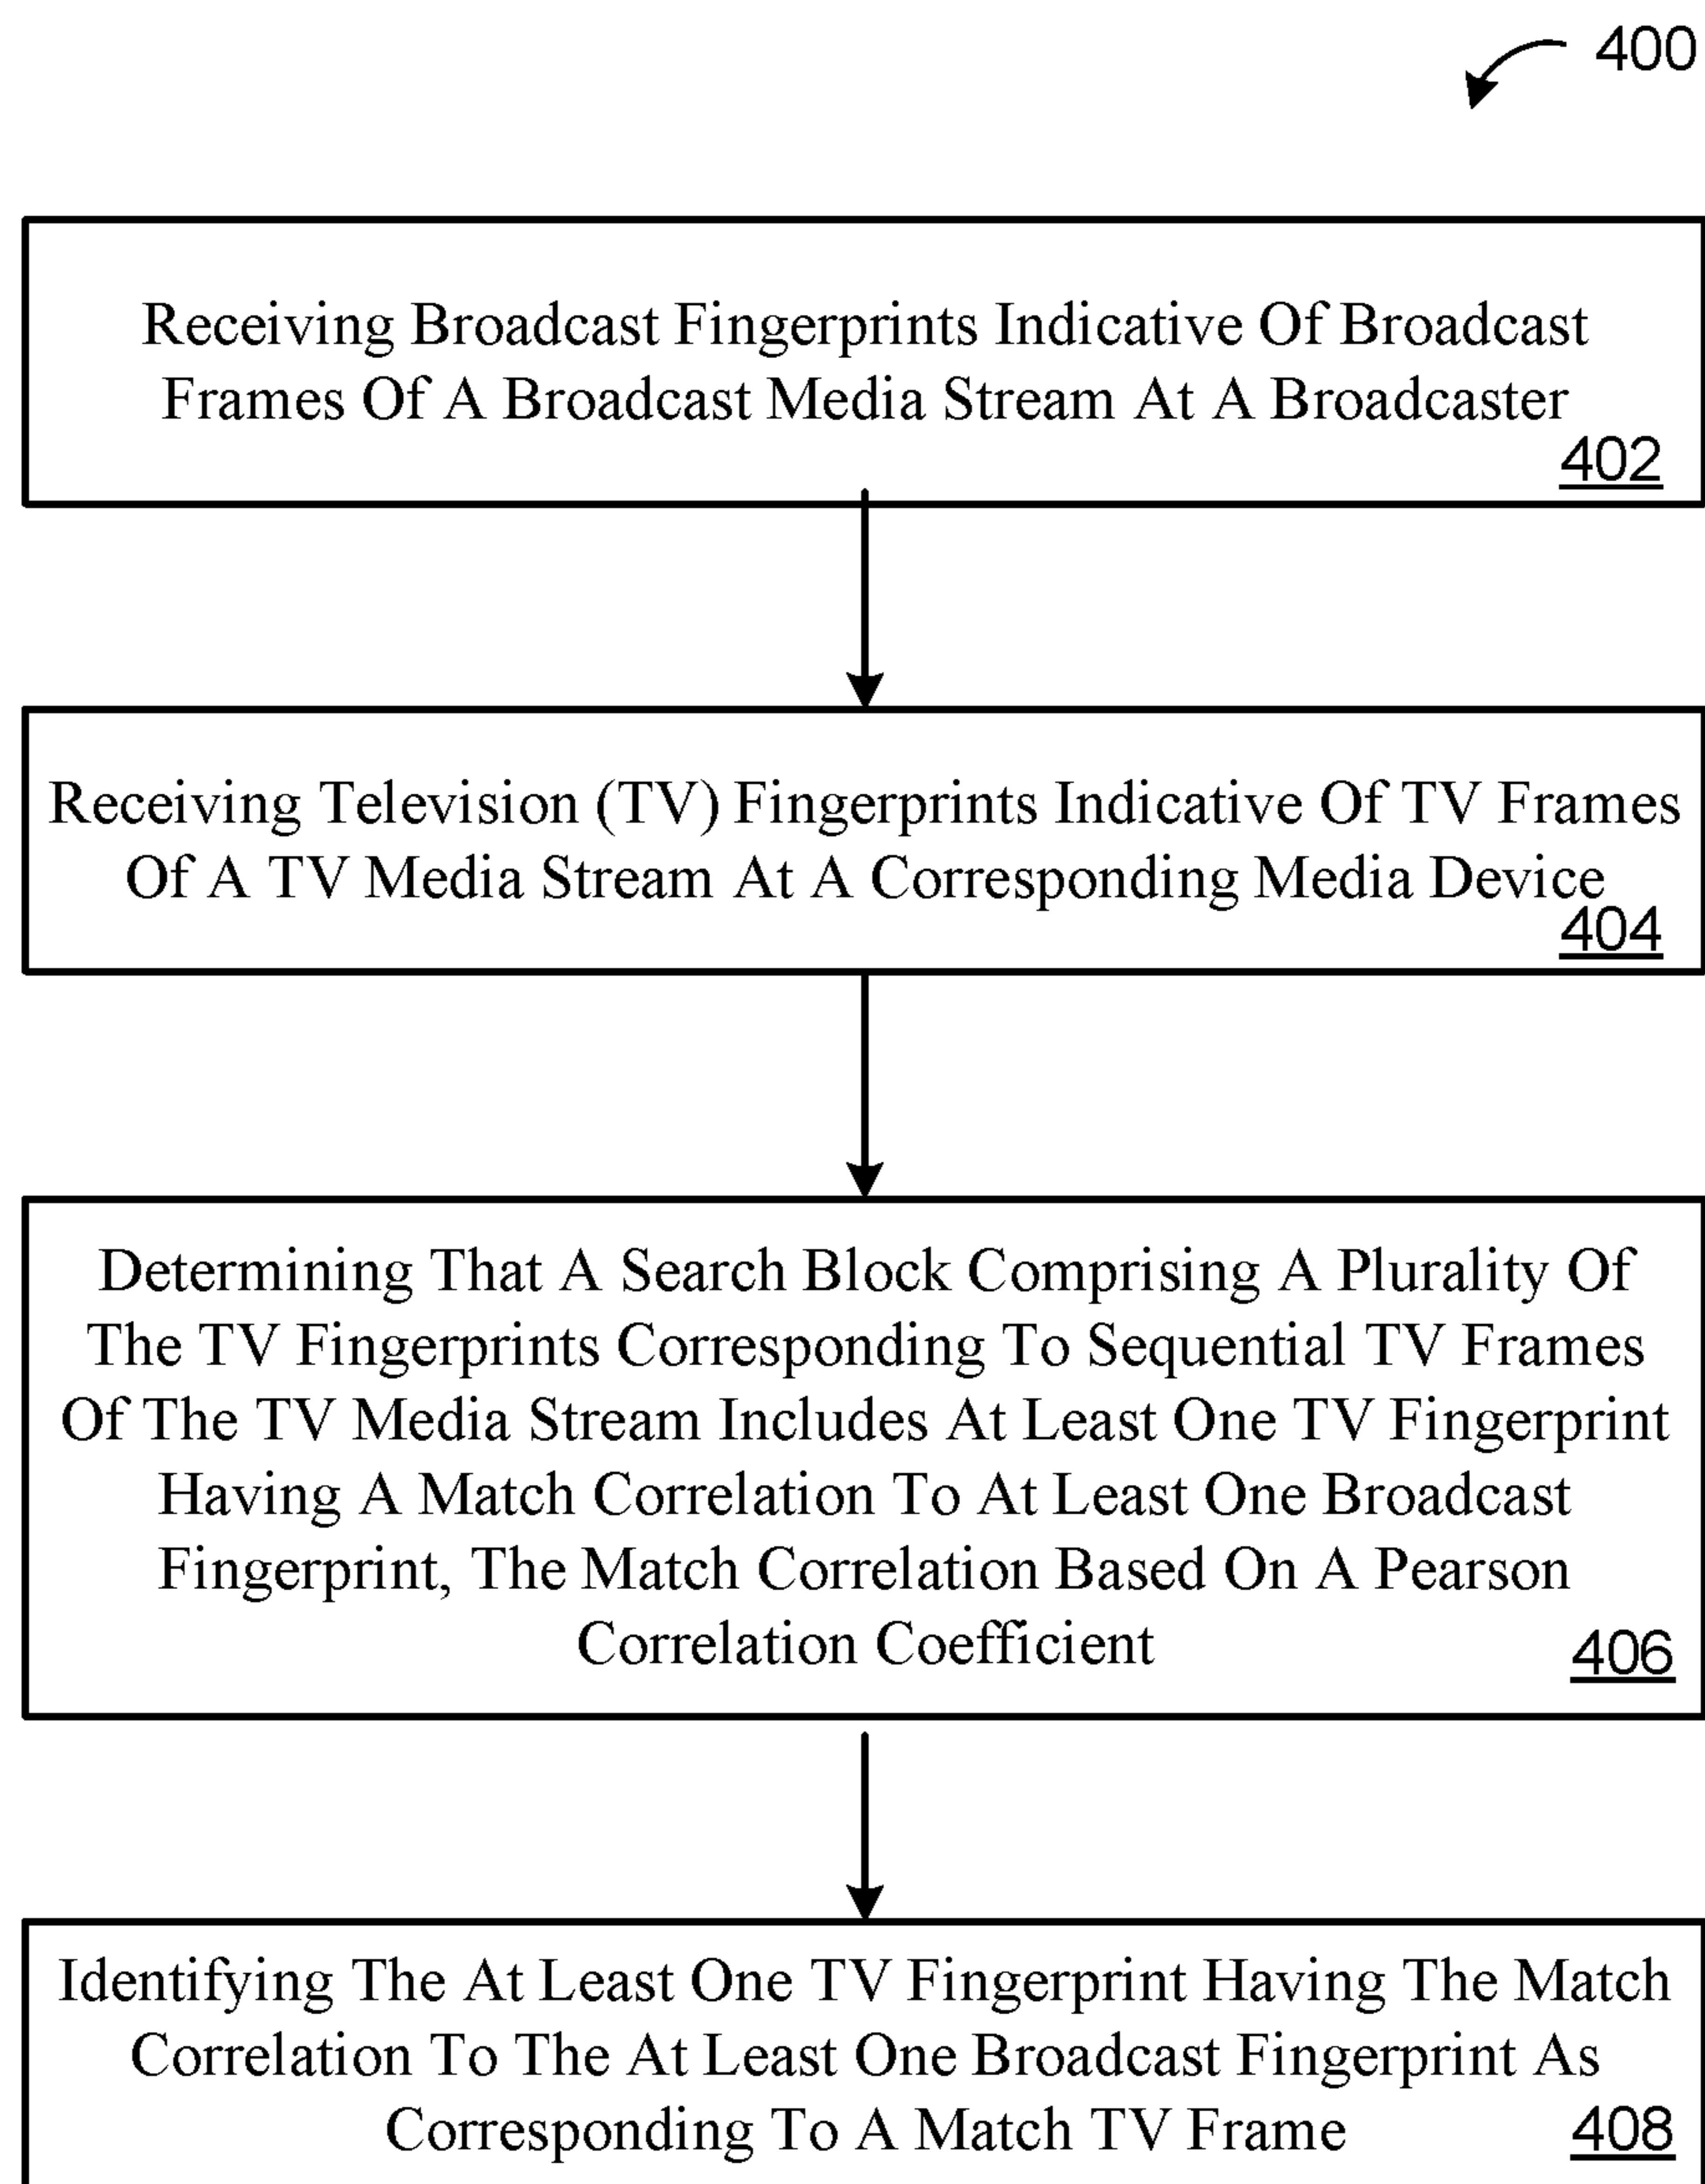 400
Receiving Broadcast Fingerprints Indicative Of Broadcast
Frames Of A Broadcast Media Stream At A Broadcaster
402
Receiving Television (TV) Fingerprints Indicative Of TV Frames
Of A TV Media Stream At A Corresponding Media Device
404
Determining That A Search Block Comprising A Plurality Of
The TV Fingerprints Corresponding To Sequential TV Frames
Of The TV Media Stream Includes At Least One TV Fingerprint
Having A Match Correlation To At Least One Broadcast
Fingerprint, The Match Correlation Based On A Pearson
Correlation Coefficient
406
Identifying The At Least One TV Fingerprint Having The Match
Correlation To The At Least One Broadcast Fingerprint As
Corresponding To A Match TV Frame
408